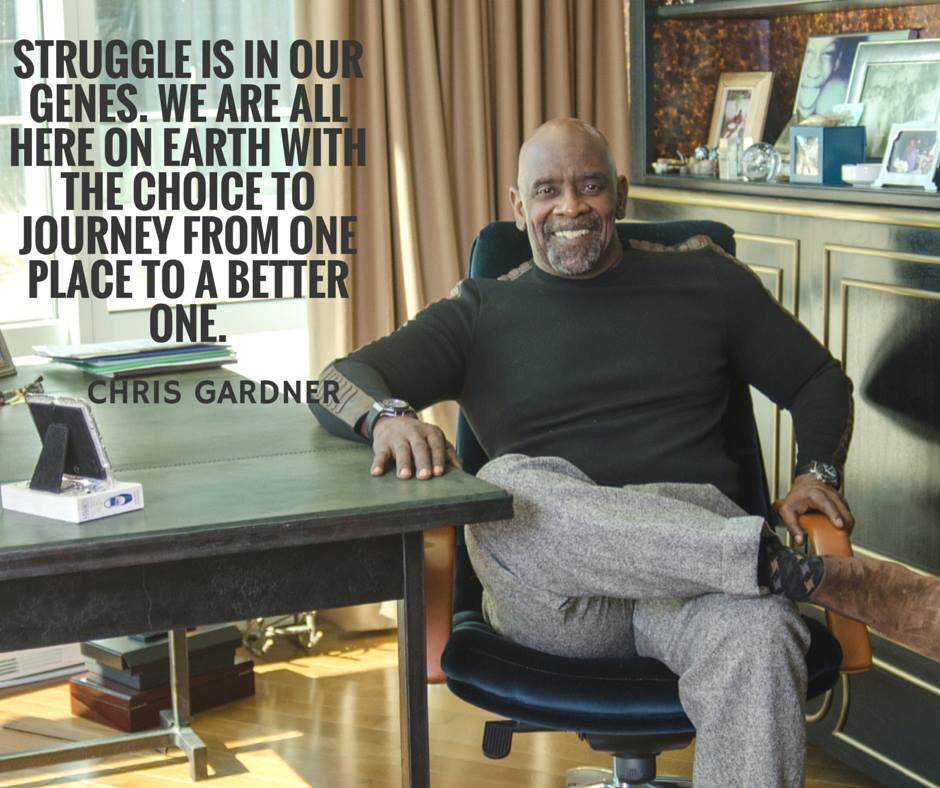 STRUGGLE IS IN OUR
GENES. WE ARE ALL
HERE ON EARTH WITH
THE CHOICE TO
JOURNEY FROM ONE
PLACE TO A BETTER
ONE.
CHRIS GARDNER